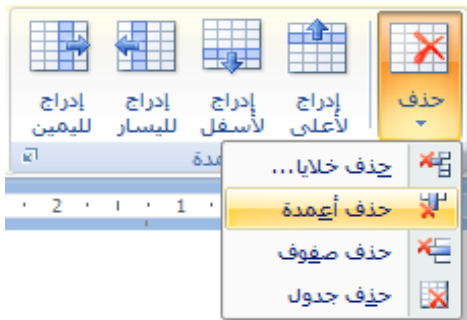 حذف
إدراج لأعلى
إدراج لأسفل
إدراج لليسار
إدراج لليمين
حذف خلايا...
حذف أعمدة
حذف صفوف
حذف جدول
2 1